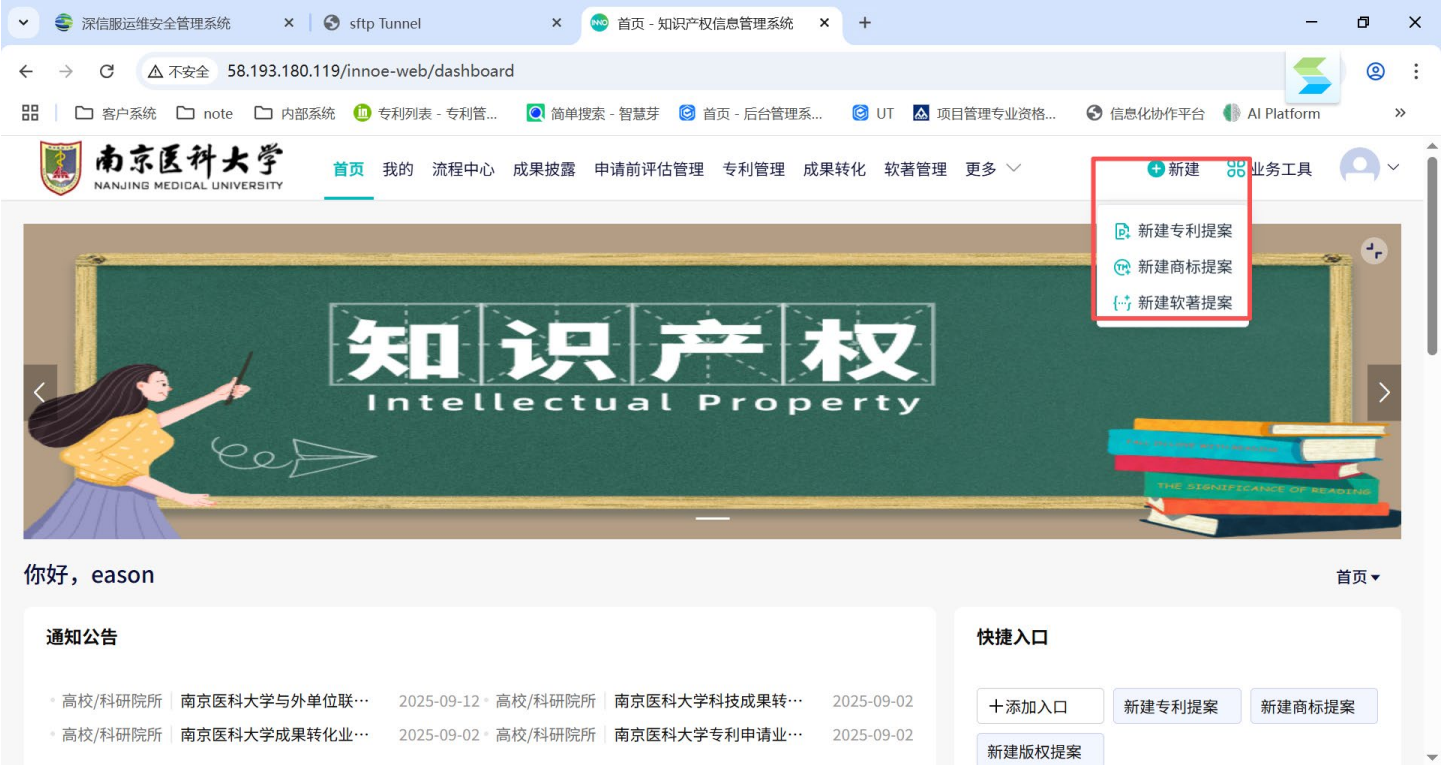 深信服运维安全管理系统
sftp Tunnel
首页 - 知识产权信息管理系统
不安全 58.193.180.119/innoe-web/dashboard
客户系统 note 内部系统 专利列表 - 专利管... 简单搜索 - 智慧芽 首页 - 后台管理系... UT 项目管理专业资格... 信息化协作平台 AI Platform »
南京医科大学
NANJING MEDICAL UNIVERSITY
首页 我的 流程中心 成果披露 申请前评估管理 专利管理 成果转化 软著管理 更多 新建 业务工具
新建专利提案
新建商标提案
新建软著提案
知识产权
Intellectual Property
THE SIGNIFICANCE OF READING
你好，eason
首页
通知公告
高校/科研院所 南京医科大学与外单位联… 2025-09-12 高校/科研院所 南京医科大学科技成果转… 2025-09-02
高校/科研院所 南京医科大学成果转化业… 2025-09-02 高校/科研院所 南京医科大学专利申请业… 2025-09-02
快捷入口
添加入口 新建专利提案 新建商标提案
新建版权提案